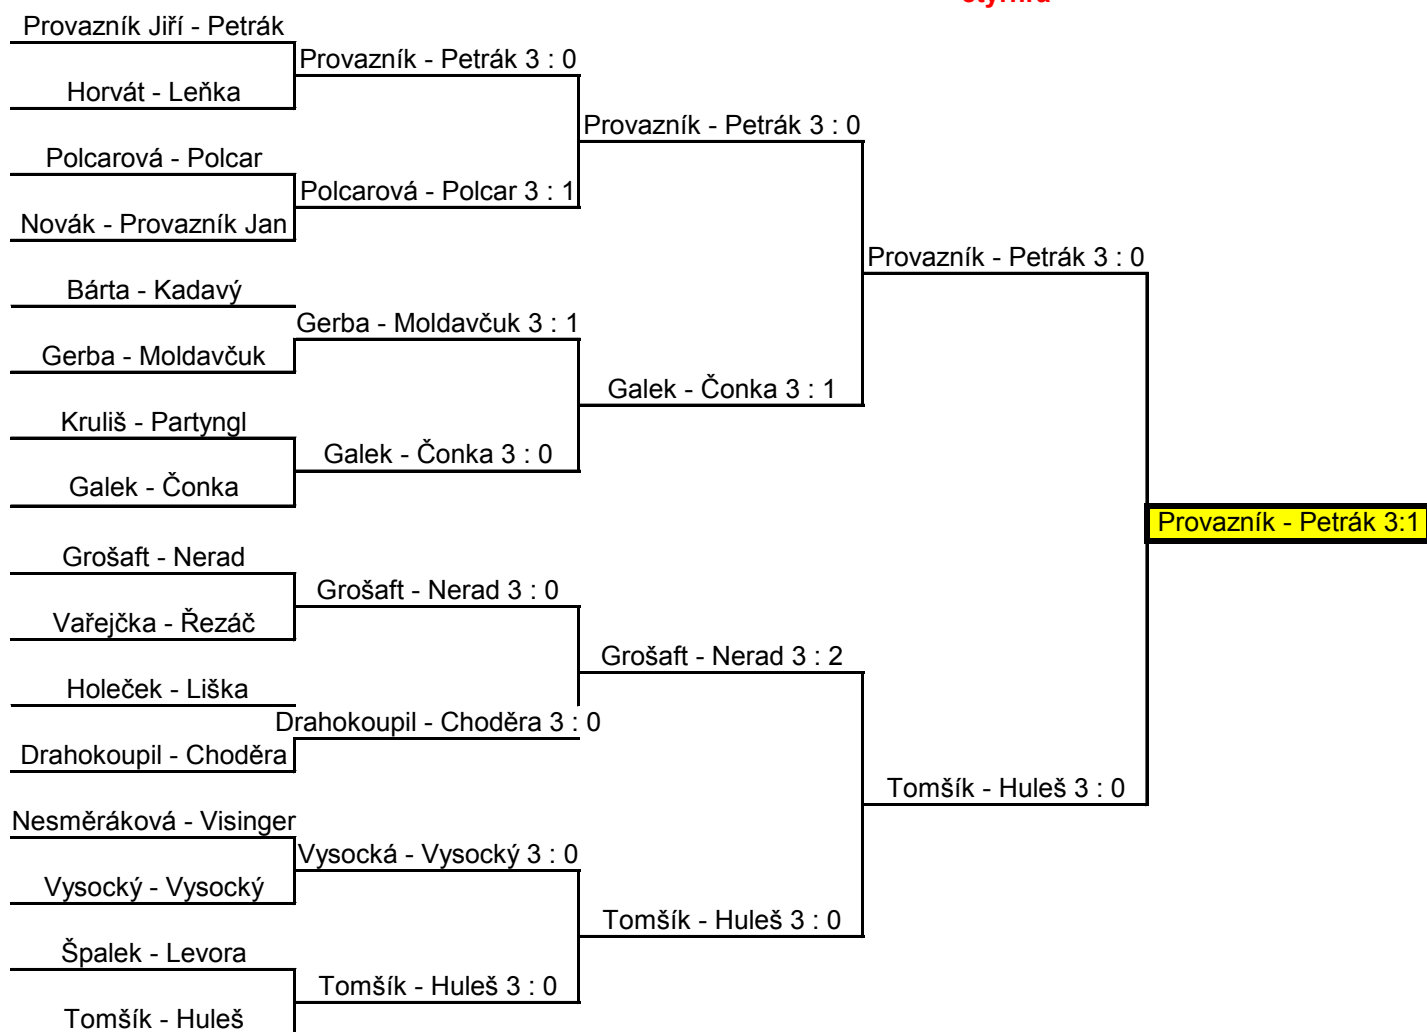 čtyřhra
Provazník Jiří - Petrák
Provazník - Petrák 3 : 0
Horvát - Leňka
Provazník - Petrák 3 : 0
Polcarová - Polcar
Polcarová - Polcar 3 : 1
Novák - Provazník Jan
Provazník - Petrák 3 : 0
Bárta - Kadavý
Gerba - Moldavčuk 3 : 1
Gerba - Moldavčuk
Galek - Čonka 3 : 1
Kruliš - Partyngl
Galek - Čonka 3 : 0
Galek - Čonka
Provazník - Petrák 3:1
Grošaft - Nerad
Grošaft - Nerad 3 : 0
Vařejčka - Řezáč
Grošaft - Nerad 3 : 2
Holeček - Liška
Drahokoupil - Choděra 3 : 0
Drahokoupil - Choděra
Tomšík - Huleš 3 : 0
Nesměráková - Visinger
Vysocká - Vysocký 3 : 0
Vysocký - Vysocký
Tomšík - Huleš 3 : 0
Špalek - Levora
Tomšík - Huleš 3 : 0
Tomšík - Huleš